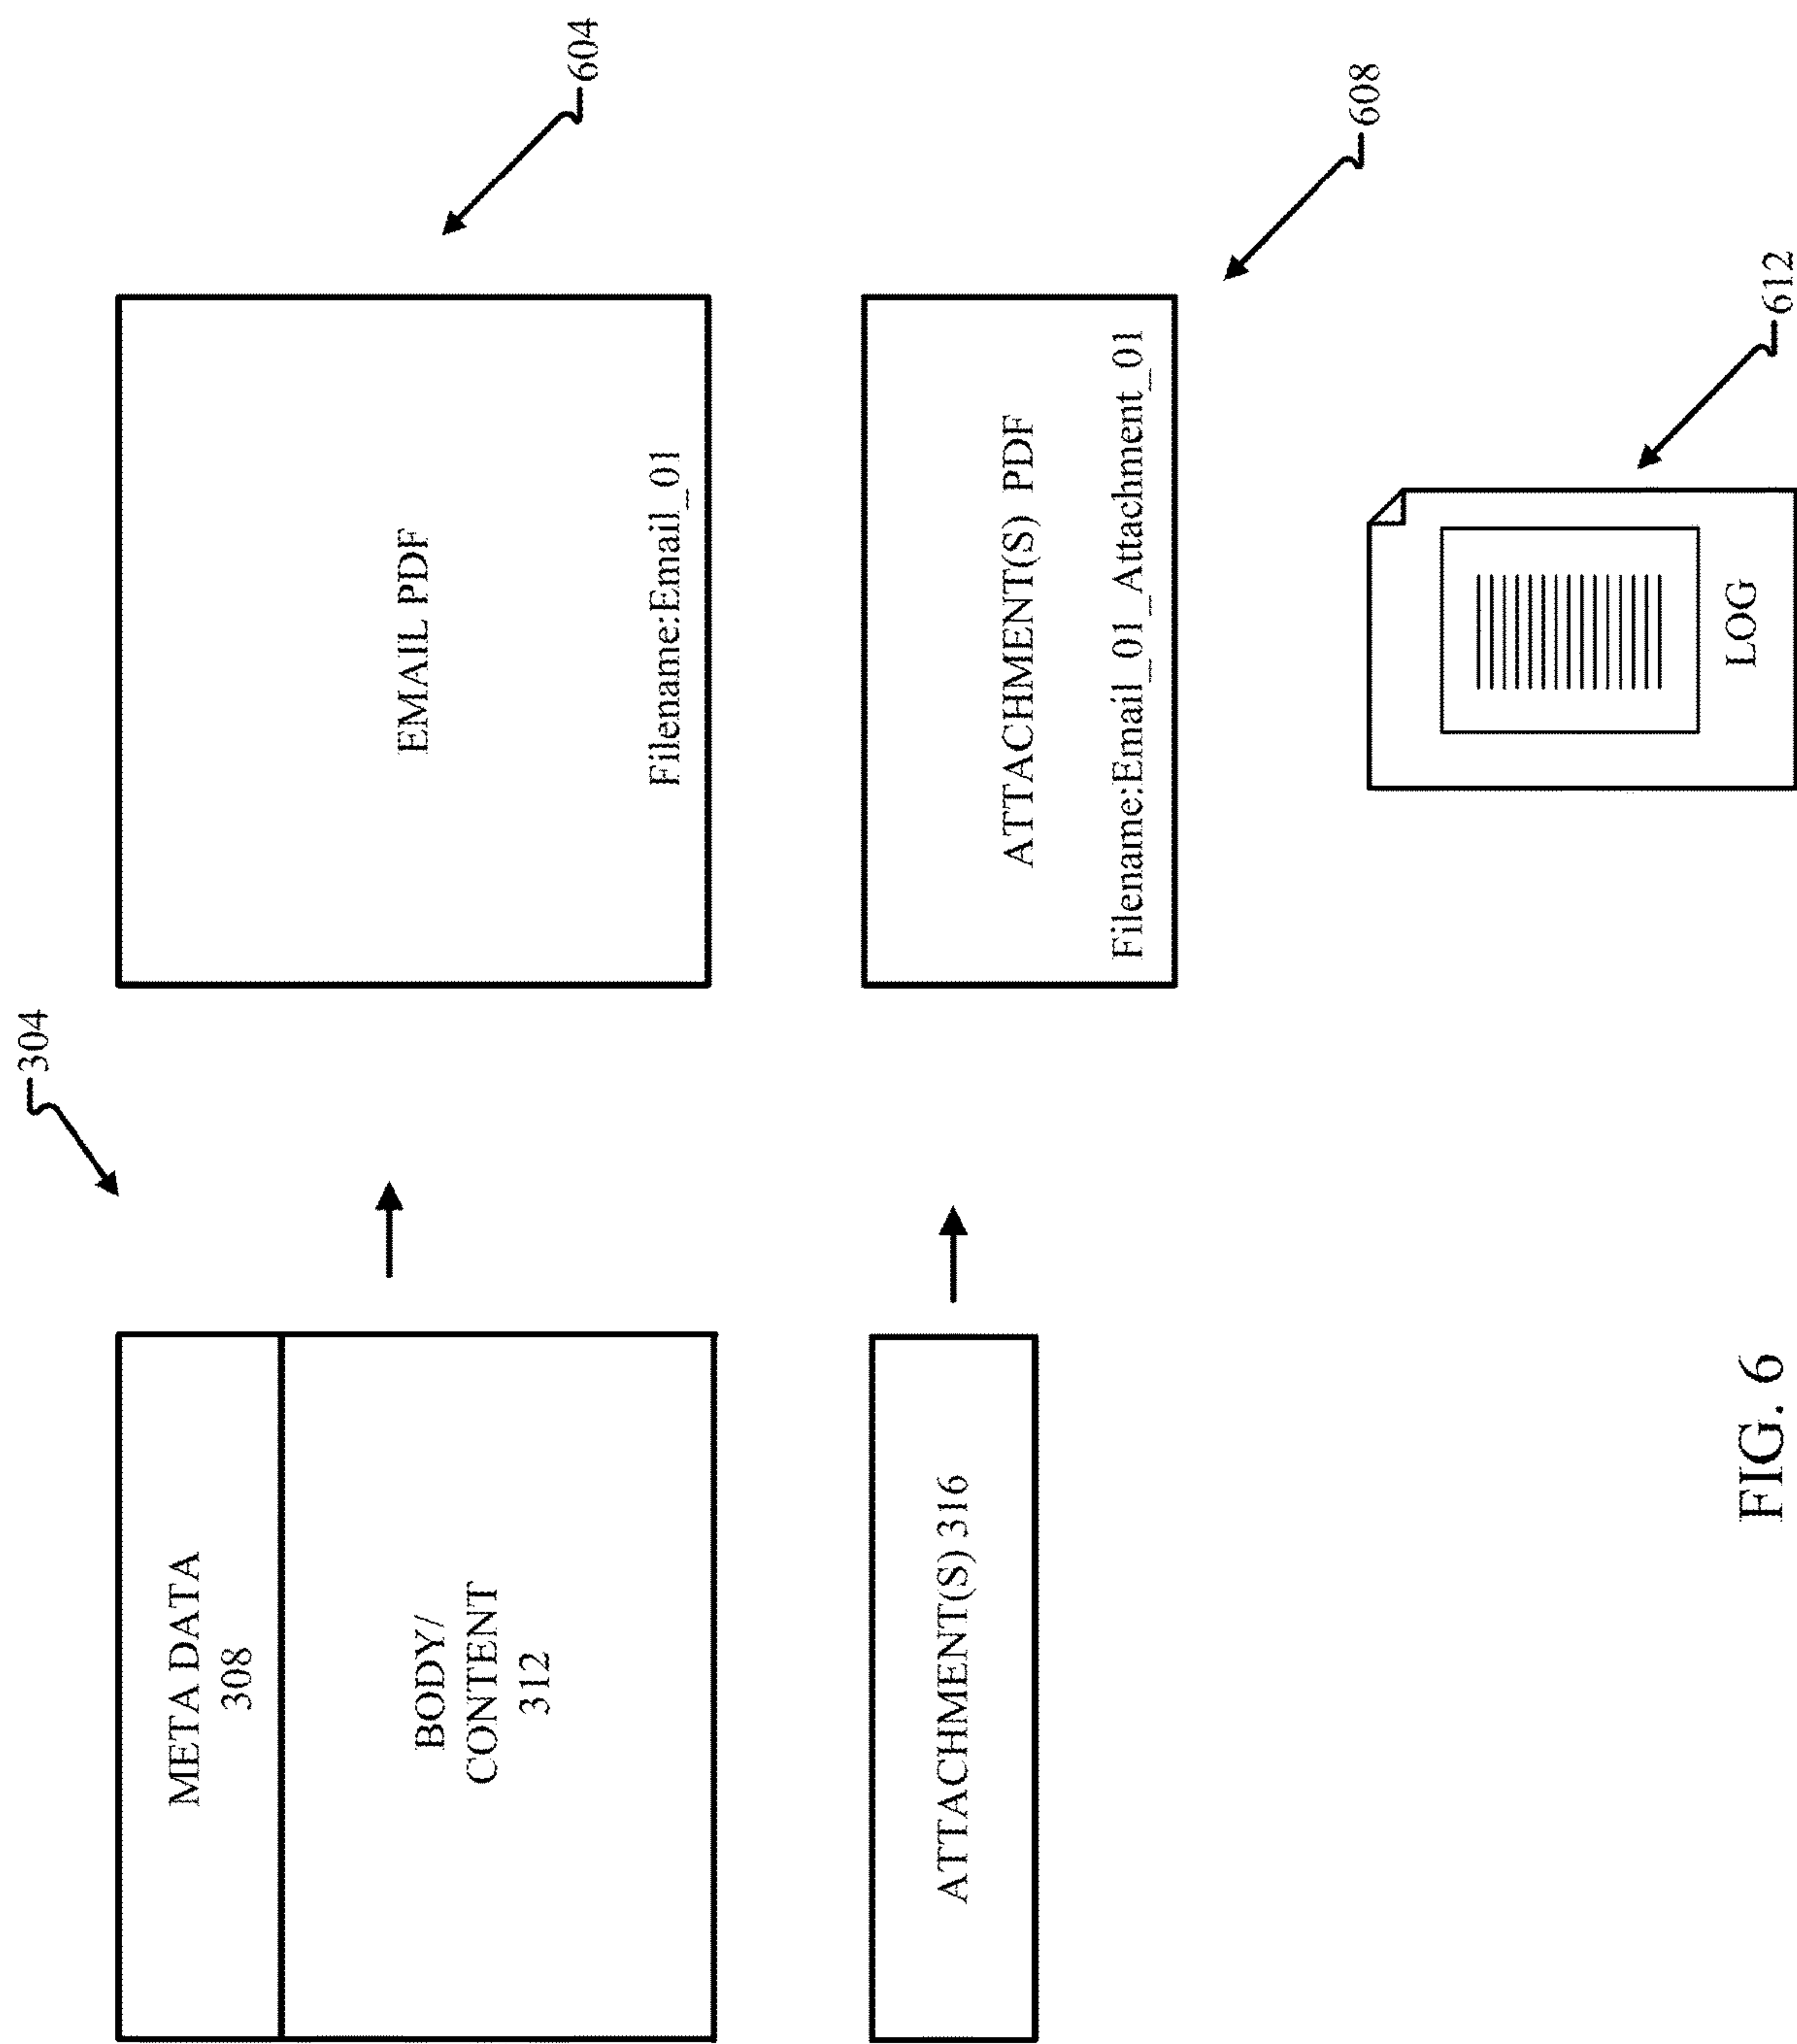 304
META DATA
308
BODY/
CONTENT
312
ATTACHMENT(S) 316
604
EMAIL PDF
Filename:Email_01
608
ATTACHMENT(S) PDF
Filename:Email_01_Attachment_01
612
LOG
FIG. 6